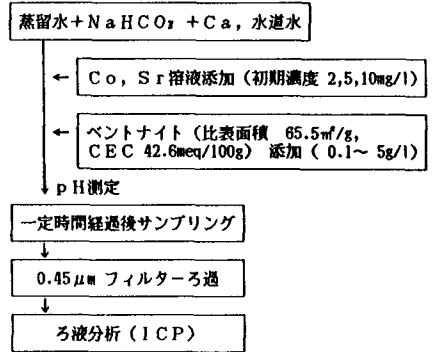 蒸留水+NaHCO₃ +Ca, 水道水
← Co, Sr溶液添加(初期濃度 2,5,10mg/l)
← ベントナイト(比表面積 65.5㎡/g,
CEC 42.6meq/100g) 添加( 0.1～ 5g/l)
pH測定
一定時間経過後サンプリング
0.45μm フィルターろ過
ろ液分析(ICP)